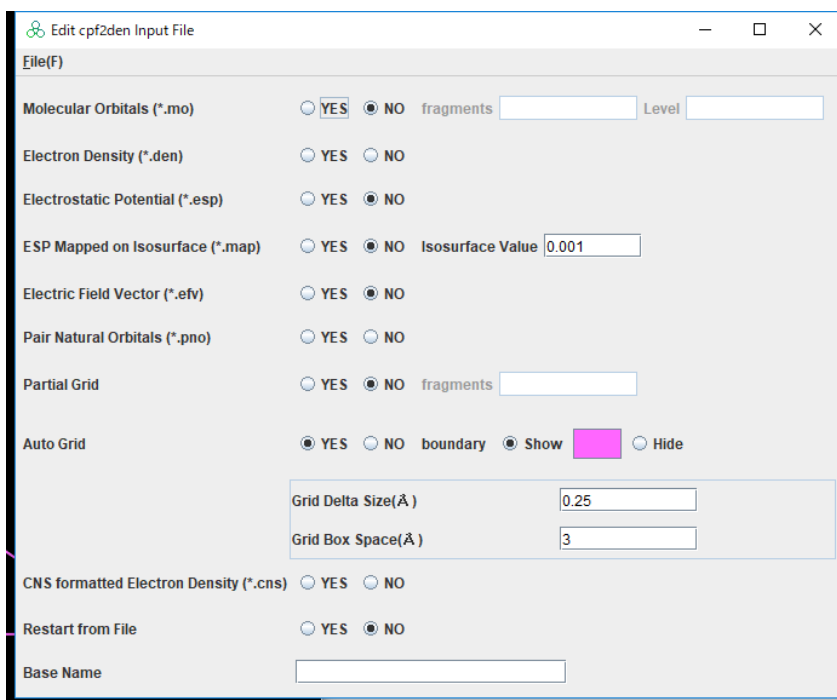 Edit cpf2den Input File
File(F)
Molecular Orbitals (*.mo) YES NO fragments Level
Electron Density (*.den) YES NO
Electrostatic Potential (*.esp) YES NO
ESP Mapped on Isosurface (*.map) YES NO Isosurface Value 0.001
Electric Field Vector (*.efv) YES NO
Pair Natural Orbitals (*.pno) YES NO
Partial Grid YES NO fragments
Auto Grid YES NO boundary Show Hide
Grid Delta Size(Å) 0.25
Grid Box Space(Å) 3
CNS formatted Electron Density (*.cns) YES NO
Restart from File YES NO
Base Name